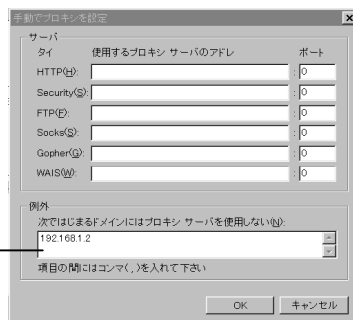 手動でプロキシを設定
サーバ
タイ 使用するプロキシ サーバのアドレ ポート
HTTP(H): : 0
Security(S): : 0
FTP(F): : 0
Socks(S): : 0
Gopher(G): : 0
WAIS(W): : 0
例外
次ではじまるドメインにはプロキシ サーバを使用しない(N):
192.168.1.2
項目の間にはコンマ(,)を入れて下さい
OK キャンセル